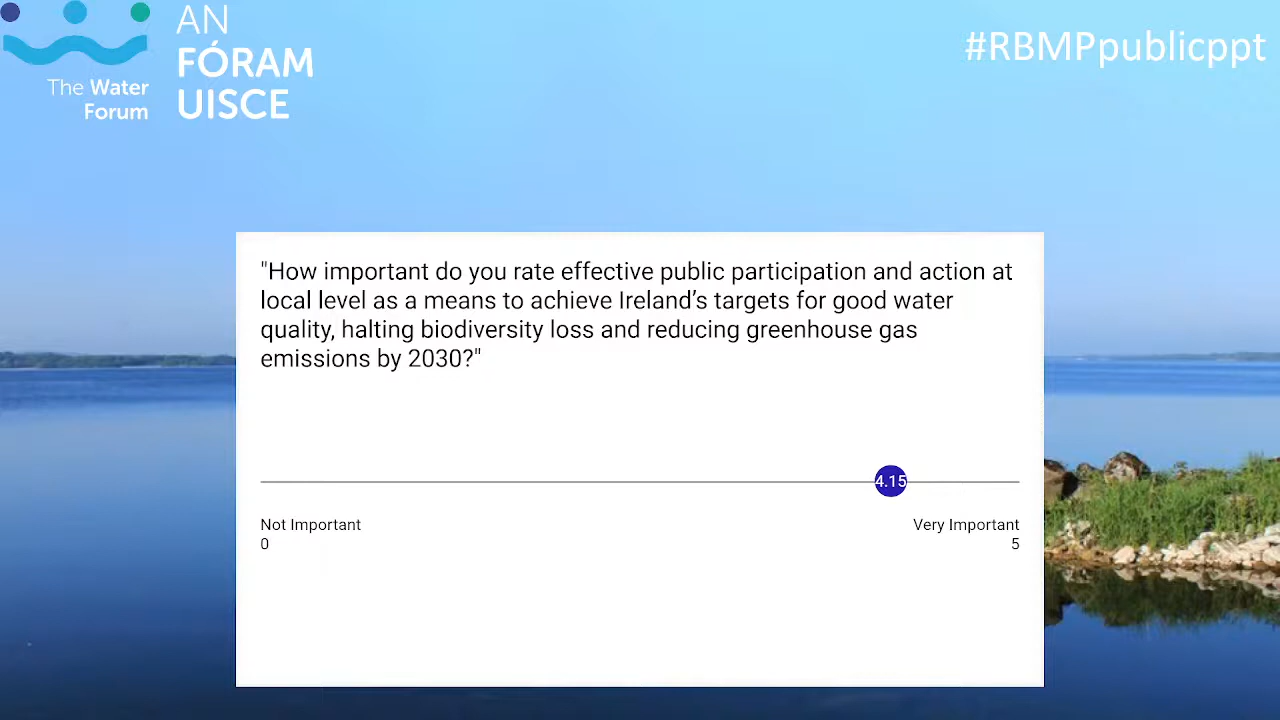 The Water
Forum
AN
FÓRAM
UISCE
#RBMPpublicppt
"How important do you rate effective public participation and action at
local level as a means to achieve Ireland’s targets for good water
quality, halting biodiversity loss and reducing greenhouse gas
emissions by 2030?"
4.15
Not Important
0
Very Important
5